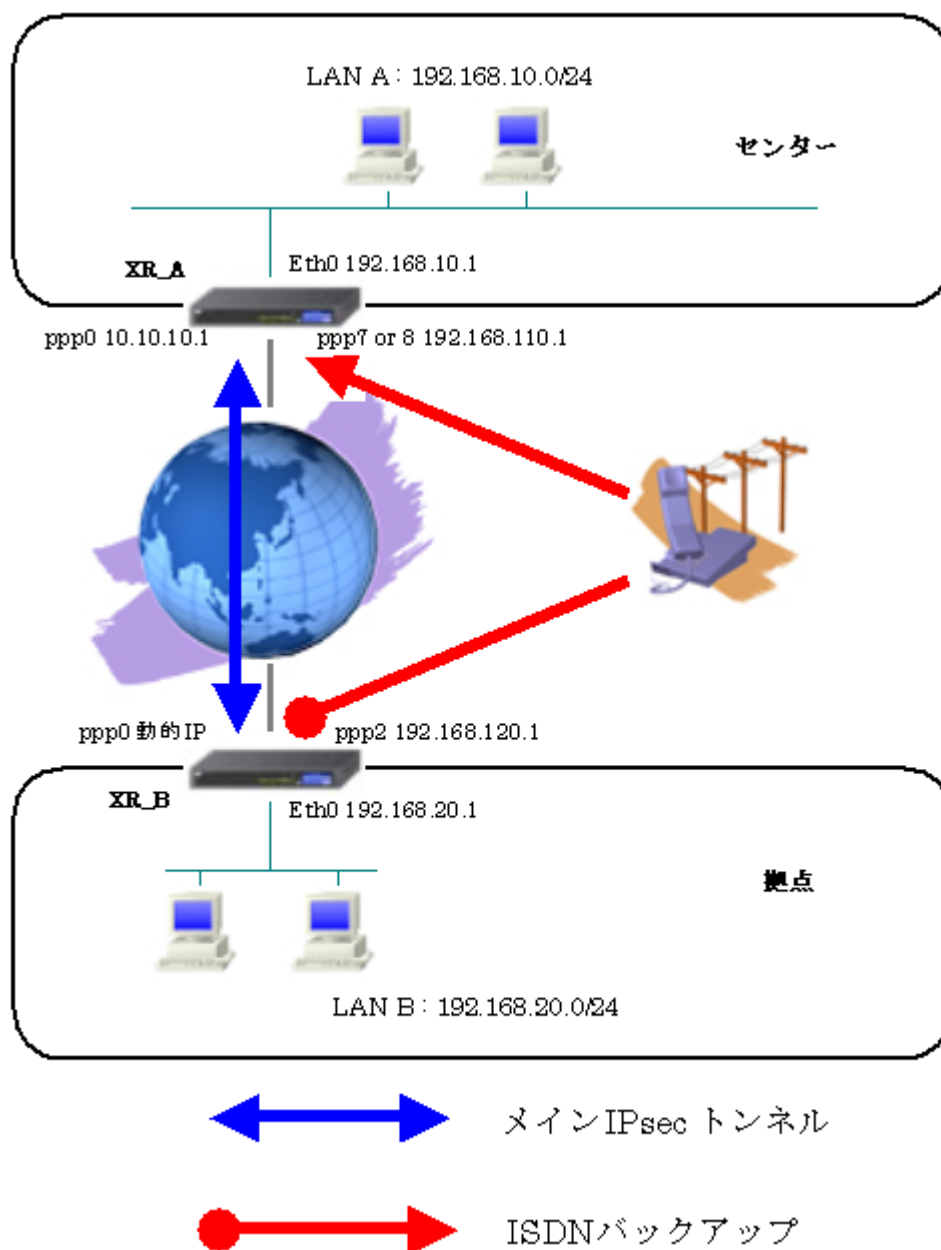 LAN A : 192.168.10.0/24
センター
Eth0 192.168.10.1
XR_A
ppp0 10.10.10.1
ppp7 or 8 192.168.110.1
ppp0 動的IP
ppp2 192.168.120.1
XR_B
Eth0 192.168.20.1
拠点
LAN B : 192.168.20.0/24
メインIPsec トンネル
ISDNバックアップ